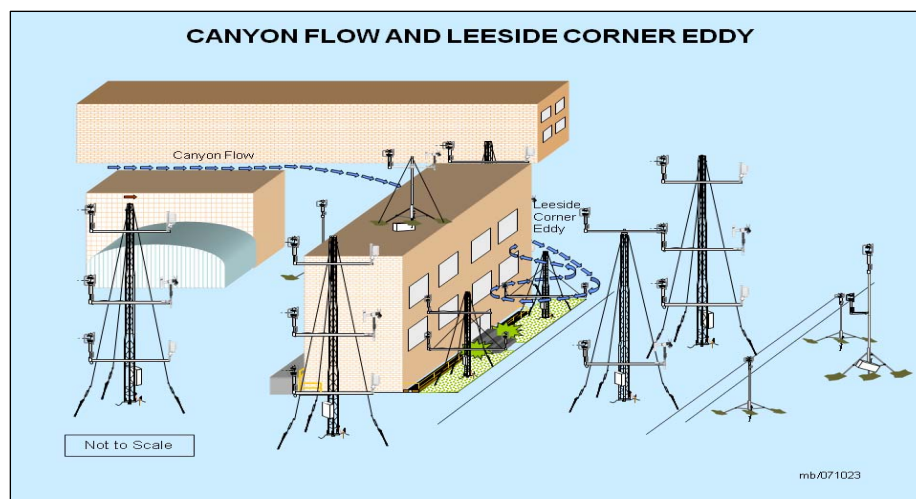 CANYON FLOW AND LEESIDE CORNER EDDY
Canyon Flow
Leeside
Corner
Eddy
Not to Scale
mb/071023